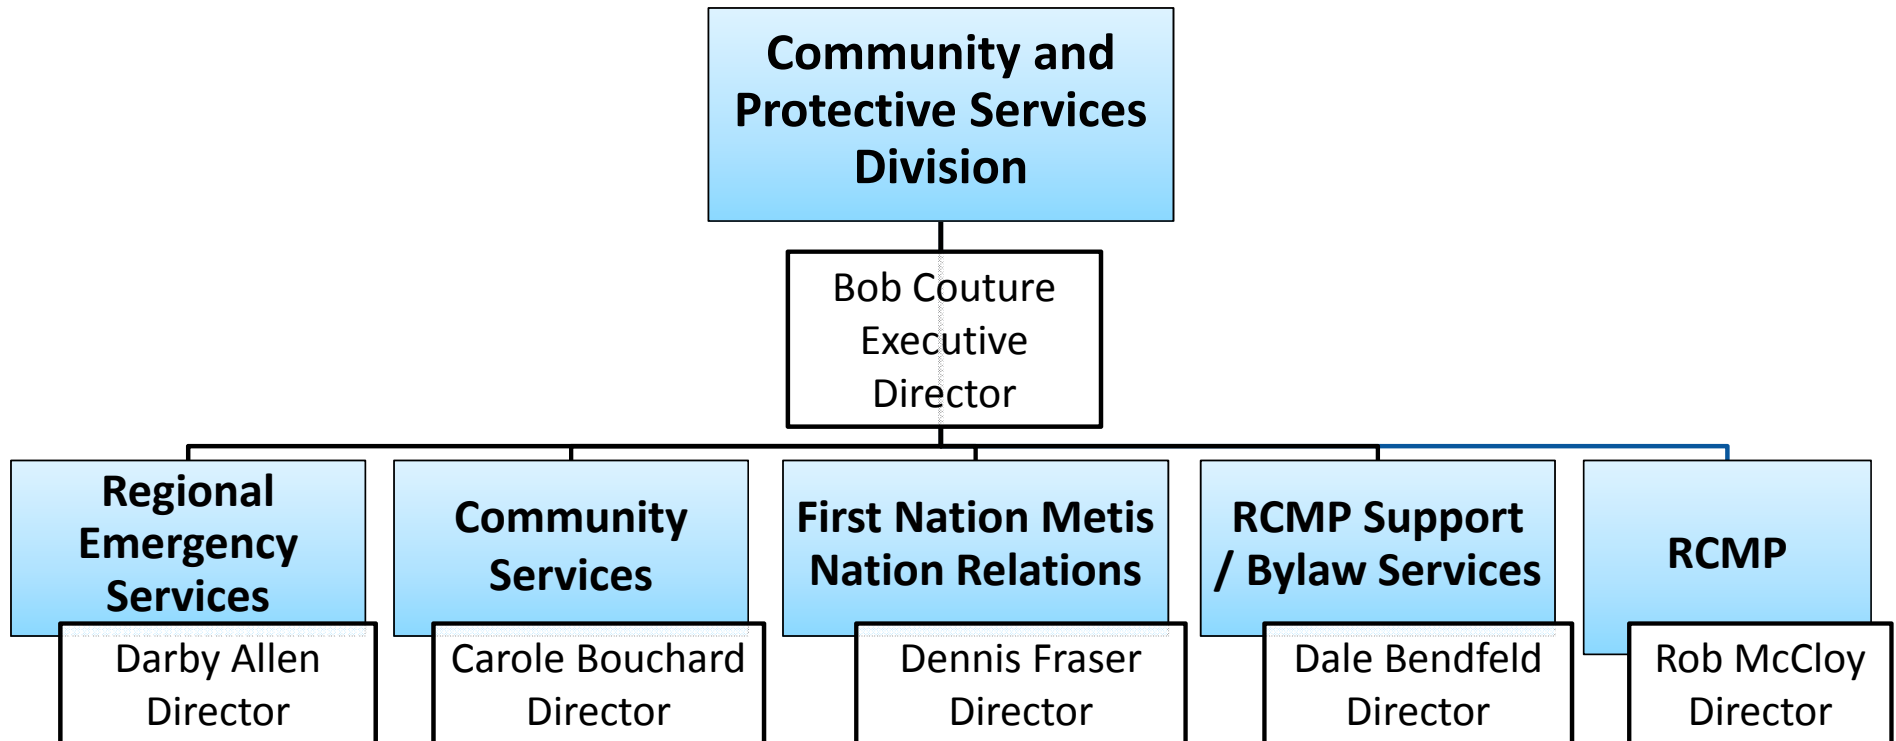 Community and
Protective Services
Division
Bob Couture
Executive
Director
Regional
Emergency
Services
Darby Allen
Director
Community
Services
Carole Bouchard
Director
First Nation Metis
Nation Relations
Dennis Fraser
Director
RCMP Support
/ Bylaw Services
Dale Bendfeld
Director
RCMP
Rob McCloy
Director